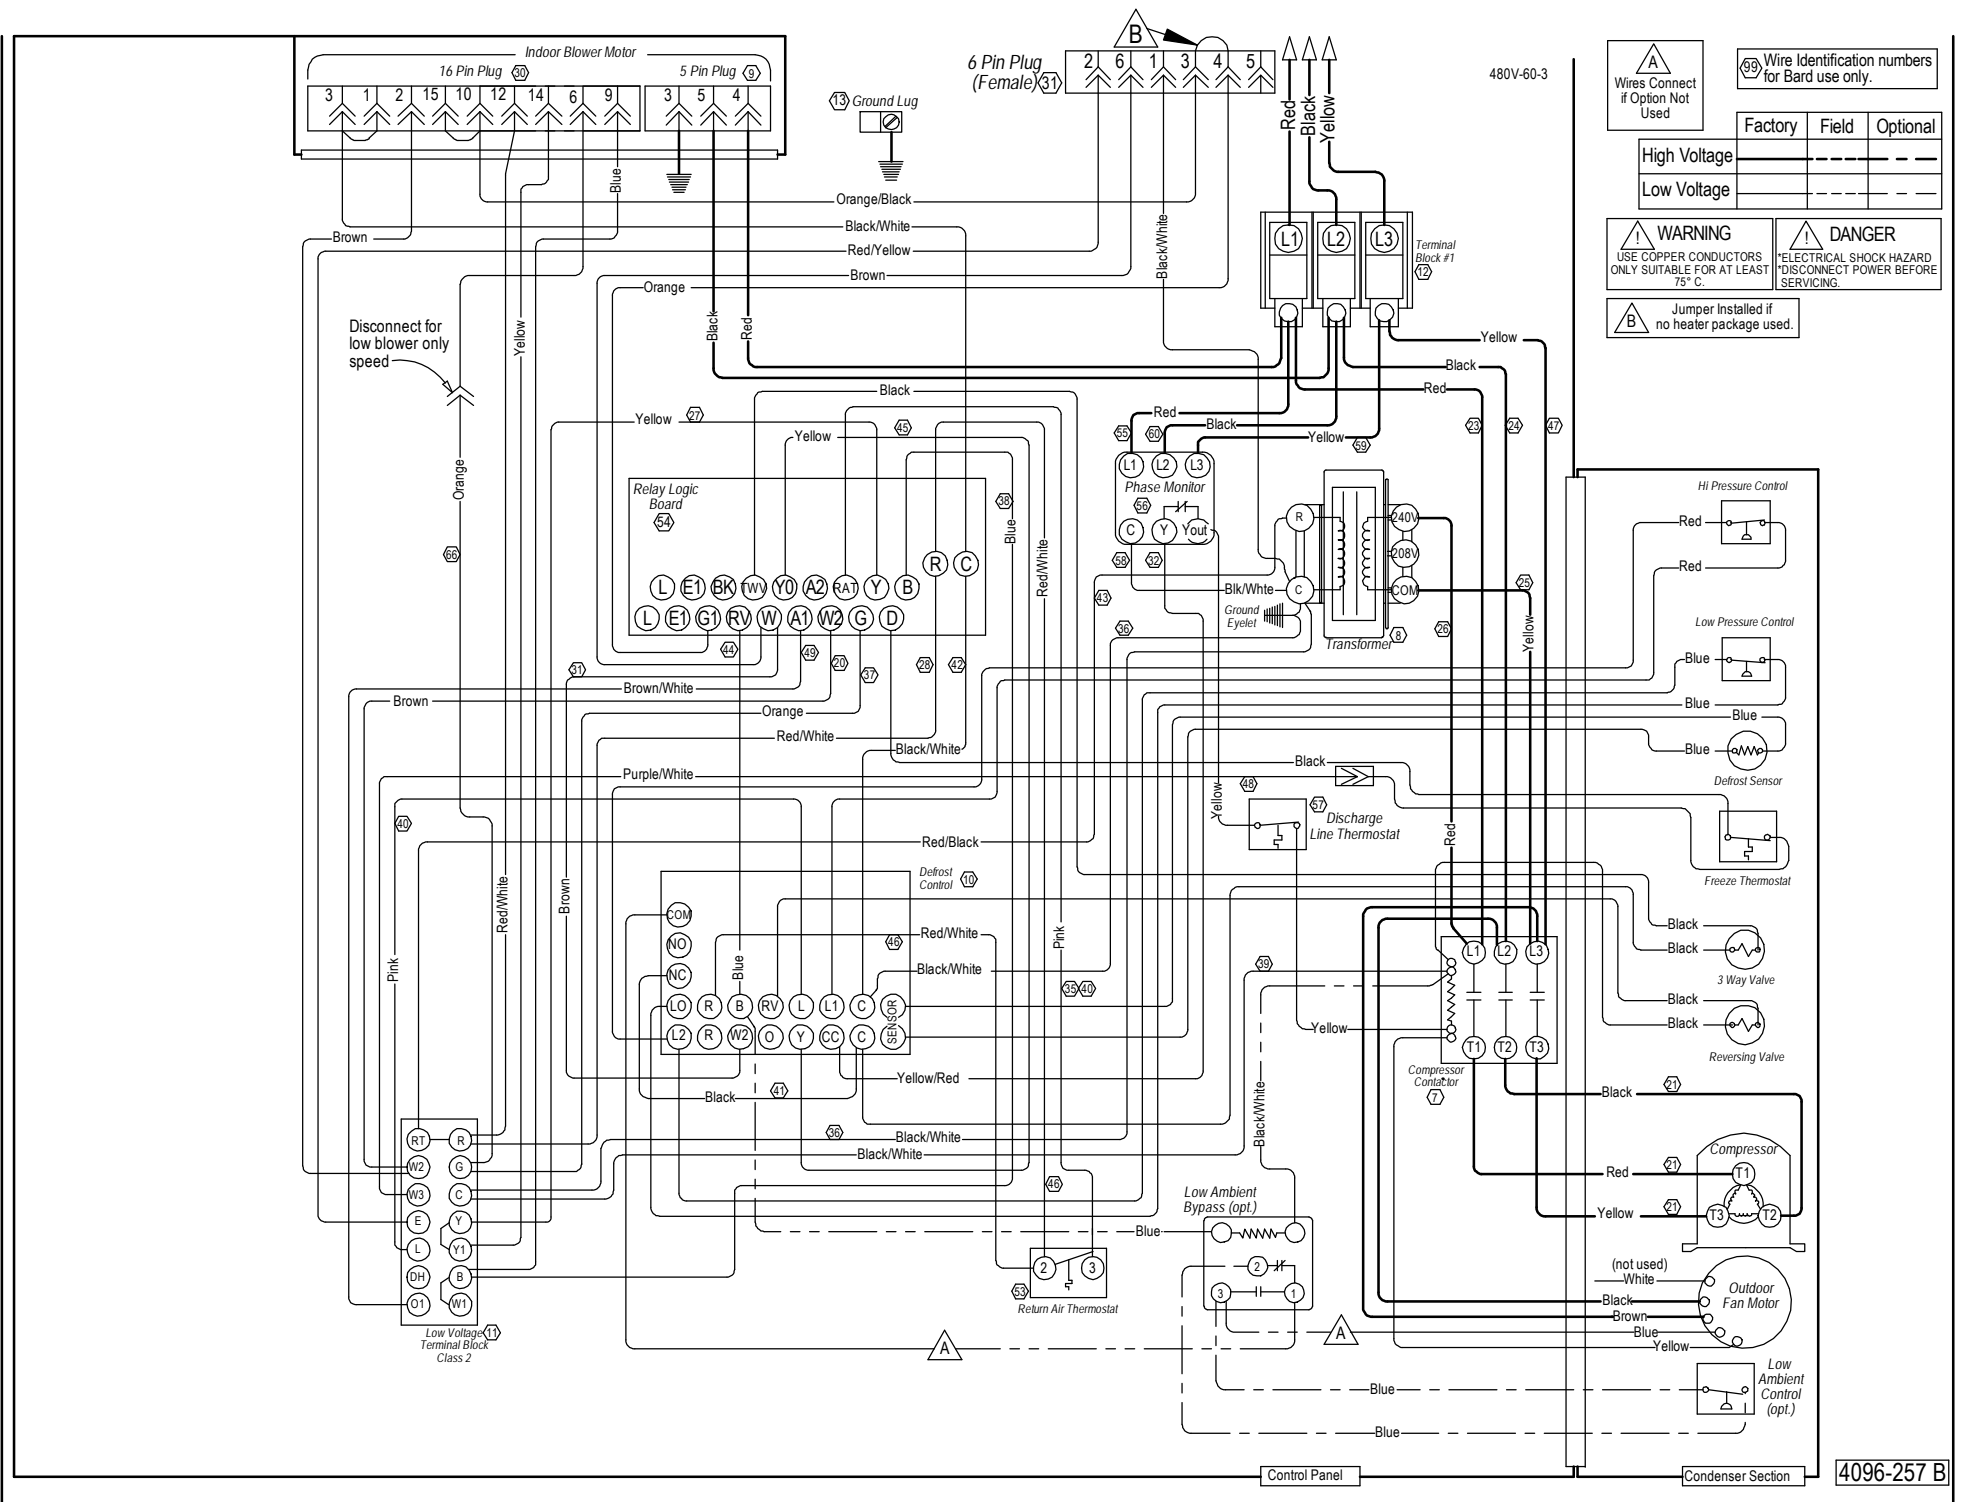 Indoor Blower Motor
16 Pin Plug 30
5 Pin Plug 9
3 1 2 15 10 12 14 6 9
3 5 4
13 Ground Lug
6 Pin Plug
(Female) 31
2 6 1 3 4 5
B
Red
Black
Yellow
480V-60-3
A
Wires Connect
if Option Not
Used
99 Wire Identification numbers
for Bard use only.
Factory Field Optional
High Voltage
Low Voltage
! WARNING
USE COPPER CONDUCTORS
ONLY SUITABLE FOR AT LEAST
75° C.
! DANGER
*ELECTRICAL SHOCK HAZARD
*DISCONNECT POWER BEFORE
SERVICING.
B
Jumper Installed if
no heater package used.
L1 L2 L3
Terminal
Block #1
12
Blue
Orange/Black
Black/White
Brown
Red/Yellow
Brown
Orange
Black/White
Disconnect for
low blower only
speed
Yellow
Black
Red
Yellow
Black
Red
Black
Yellow 27
45
Yellow
Red
Black
Yellow
55 60 59
23 24 47
Orange
66
Relay Logic
Board
54
38
Blue
Red/White
L E1 BK TWV Y0 A2 RAT Y B R C
L E1 G1 RV W A1 W2 G D
L1 L2 L3
Phase Monitor
56
C Y Yout
58 32
43
36
Blk/Whte
Ground
Eyelet
R
C
240V
208V
COM
Transformer 8
25
26
Yellow
Hi Pressure Control
Red
Red
Low Pressure Control
Blue
Blue
Blue
Blue
Defrost Sensor
31 44 49 20 37 28 42
Brown/White
Brown
Orange
Red/White
Black/White
Purple/White
Black
48
Yellow
57
Discharge
Line Thermostat
Red
Freeze Thermostat
40
Red/Black
Defrost
Control 10
Red/White
Brown
Pink
COM
NO
NC
LO R B RV L L1 C SENSOR
L2 R W2 O Y CC C
Blue
46
Red/White
Black/White
Pink
35 40
39
Yellow
L1 L2 L3
T1 T2 T3
Compressor
Contactor
7
Black
Black
3 Way Valve
Black
Black
Reversing Valve
Yellow/Red
41
Black
36
Black/White
Black/White
Black/White
46
Black 21
Compressor
Red 21
T1
Yellow 21
T3 T2
RT R
W2 G
W3 C
E Y
L Y1
DH B
O1 W1
Low Voltage 11
Terminal Block
Class 2
Low Ambient
Bypass (opt.)
Blue
2
3 1
2 3
53
Return Air Thermostat
(not used)
White
Black
Brown
Blue
Yellow
Outdoor
Fan Motor
A
A
Blue
Blue
Low
Ambient
Control
(opt.)
Control Panel
Condenser Section
4096-257 B